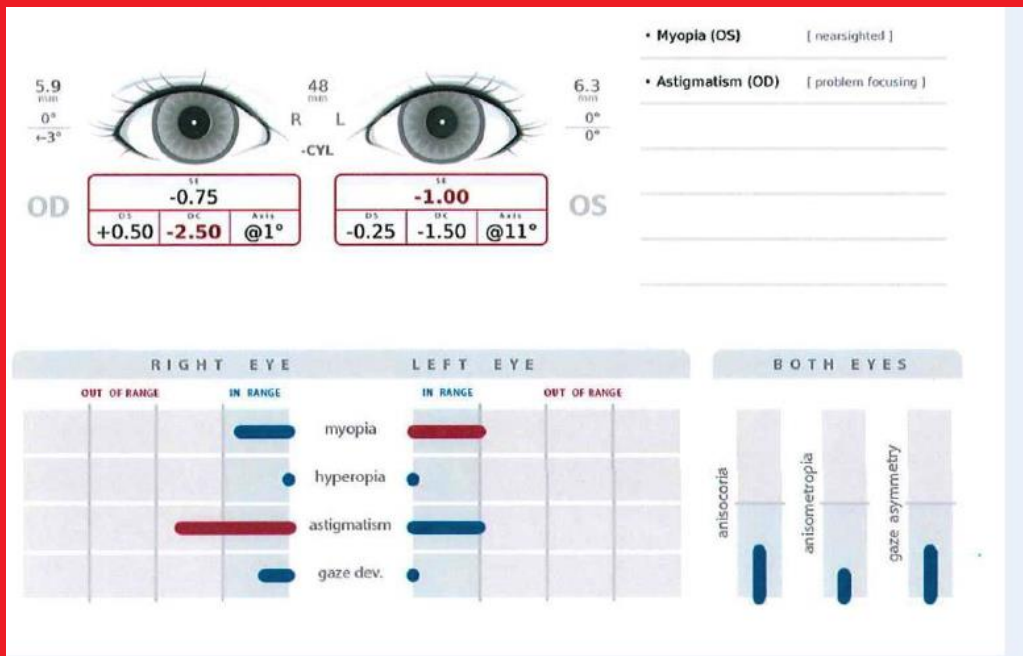 • Myopia (OS) [ nearsighted ]
• Astigmatism (OD) [ problem focusing ]
5.9
mm
0°
←3°
48
mm
R L
-CYL
6.3
mm
0°
0°
OD
SE
-0.75
DS DC Axis
+0.50 -2.50 @1°
SE
-1.00
DS DC Axis
-0.25 -1.50 @11°
OS
RIGHT EYE LEFT EYE
OUT OF RANGE IN RANGE IN RANGE OUT OF RANGE
myopia
hyperopia
astigmatism
gaze dev.
BOTH EYES
anisocoria
anisometropia
gaze asymmetry